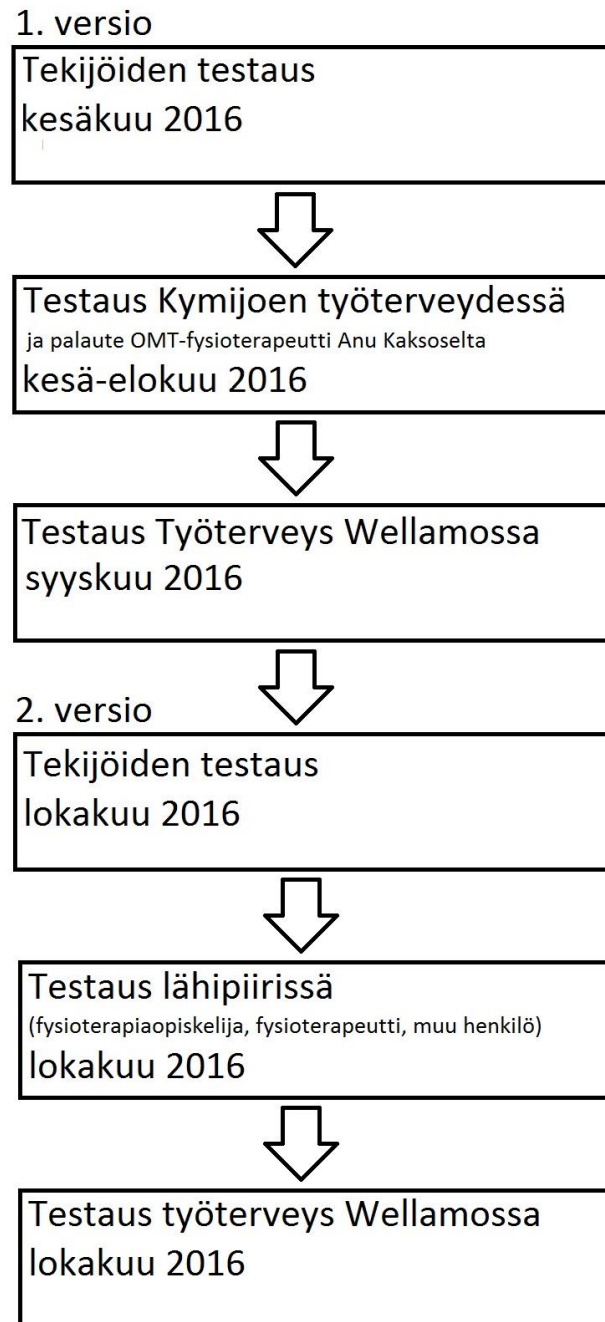 1. versio
Tekijöiden testaus
kesäkuu 2016
Testaus Kymijoen työterveydessä
ja palaute OMT-fysioterapeutti Anu Kaksoselta
kesä-elokuu 2016
Testaus Työterveys Wellamossa
syyskuu 2016
2. versio
Tekijöiden testaus
lokakuu 2016
Testaus lähipiirissä
(fysioterapiaopiskelija, fysioterapeutti, muu henkilö)
lokakuu 2016
Testaus työterveys Wellamossa
lokakuu 2016